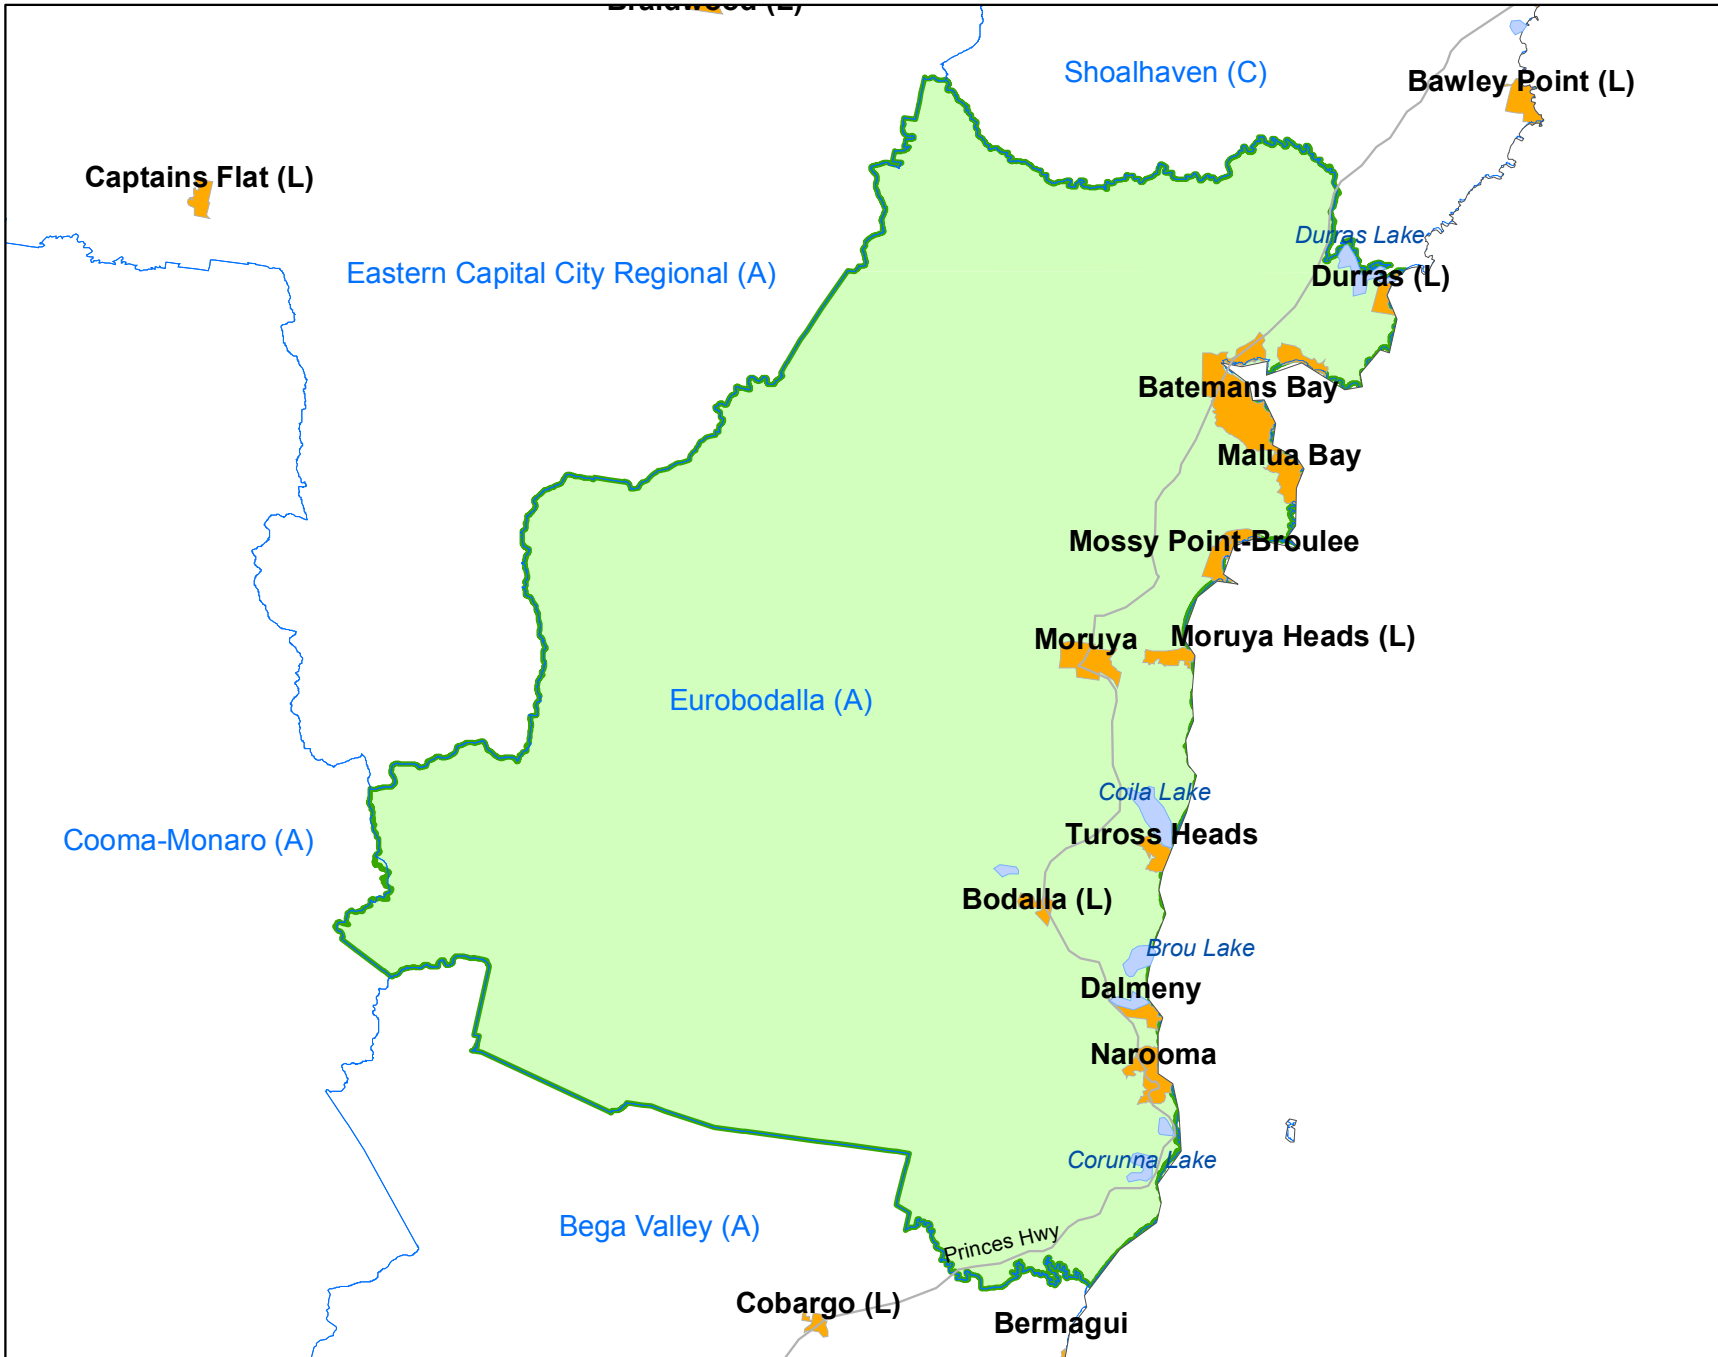 Braidwood (L)
Shoalhaven (C)
Bawley Point (L)
Captains Flat (L)
Durras Lake
Eastern Capital City Regional (A)
Durras (L)
Batemans Bay
Malua Bay
Mossy Point-Broulee
Moruya
Moruya Heads (L)
Eurobodalla (A)
Coila Lake
Tuross Heads
Cooma-Monaro (A)
Bodalla (L)
Brou Lake
Dalmeny
Narooma
Corunna Lake
Bega Valley (A)
Princes Hwy
Cobargo (L)
Bermagui